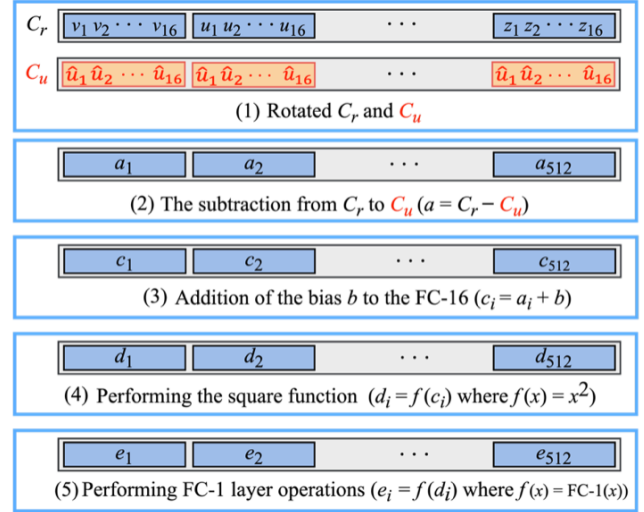 Cr v1 v2 ··· v16 u1 u2 ··· u16 ··· z1 z2 ··· z16
Cu û1 û2 ··· û16 û1 û2 ··· û16 ··· û1 û2 ··· û16
(1) Rotated Cr and Cu
a1 a2 ··· a512
(2) The subtraction from Cr to Cu (a = Cr − Cu)
c1 c2 ··· c512
(3) Addition of the bias b to the FC-16 (ci = ai + b)
d1 d2 ··· d512
(4) Performing the square function (di = f(ci) where f(x) = x²)
e1 e2 ··· e512
(5) Performing FC-1 layer operations (ei = f(di) where f(x) = FC-1(x))